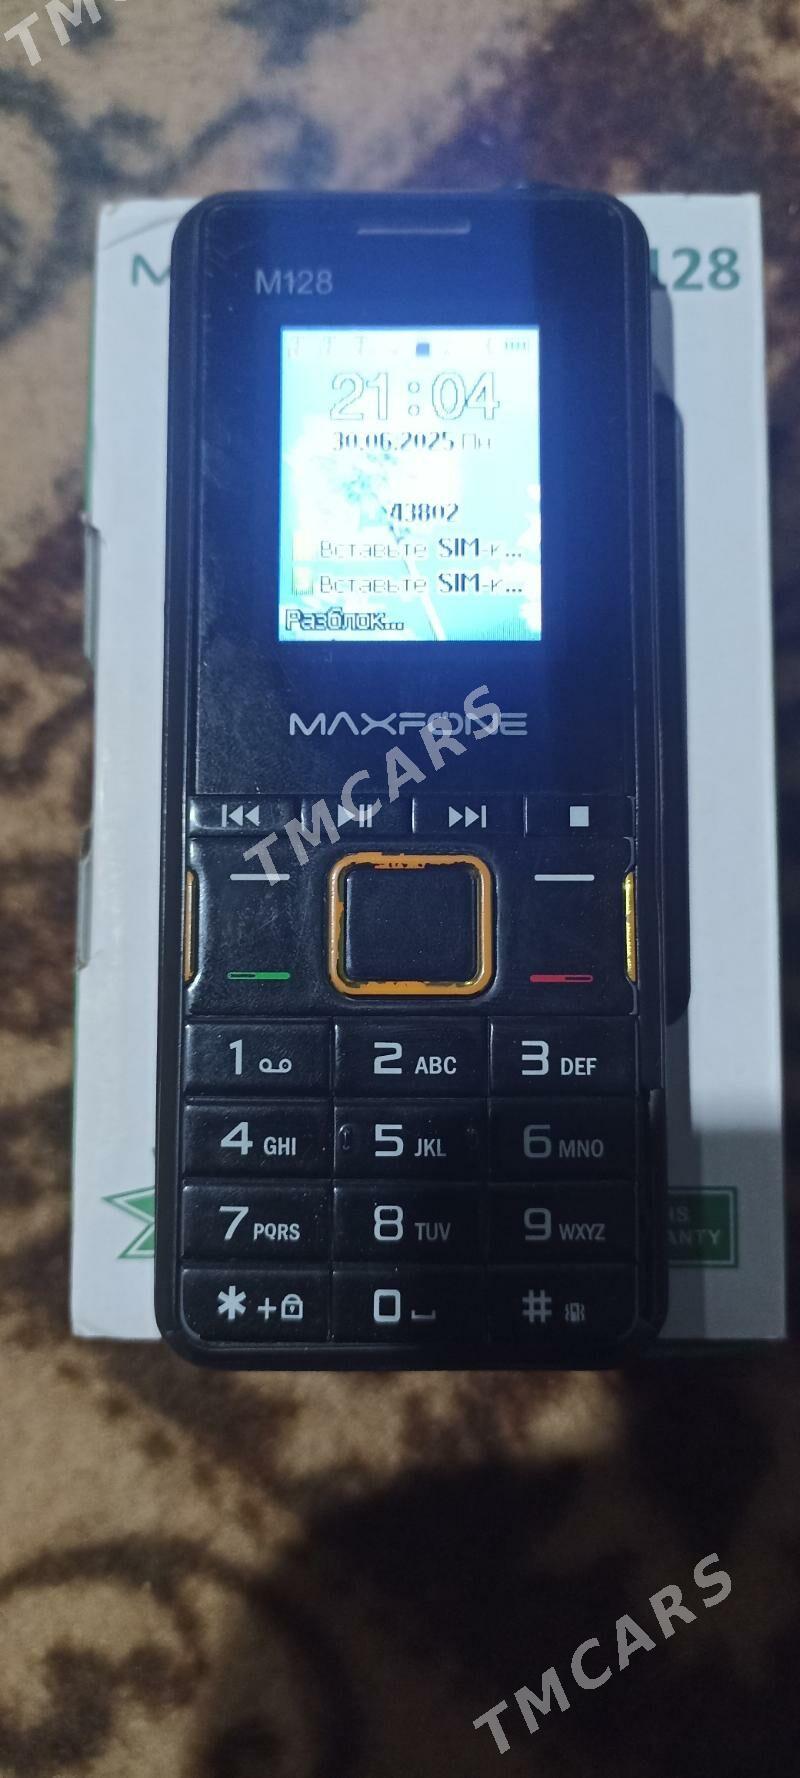 TMCARS
M
128
M128
21:04
30.06.2025 Пн
43802
Вставьте SIM-к...
Вставьте SIM-к...
Разблок...
MAXFONE
TMCARS
1
2 ABC
3 DEF
4 GHI
5 JKL
6 MNO
7 PQRS
8 TUV
9 WXYZ
* +
0
#
TMCARS